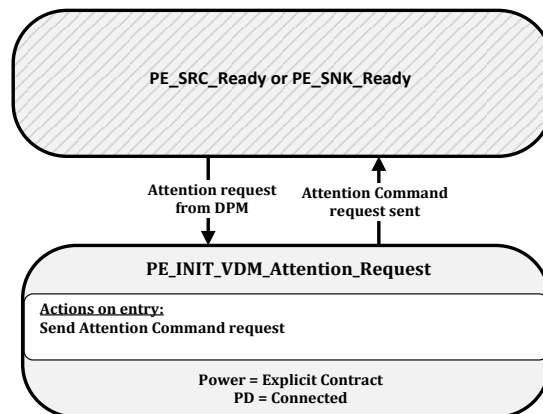 PE_SRC_Ready or PE_SNK_Ready
Attention request
from DPM
Attention Command
request sent
PE_INIT_VDM_Attention_Request
Actions on entry:
Send Attention Command request
Power = Explicit Contract
PD = Connected